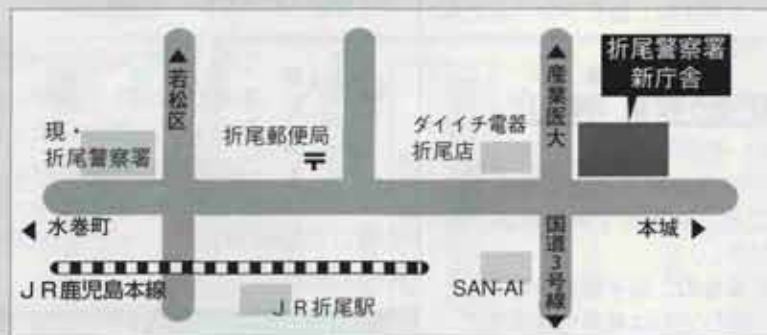 折尾警察署
新庁舎
▲若松区
▲産業医大
現・
折尾警察署
折尾郵便局
〒
ダイイチ電器
折尾店
◀ 水巻町
本城 ▶
国道3号線▼
JR鹿児島本線
JR折尾駅
SAN-AI